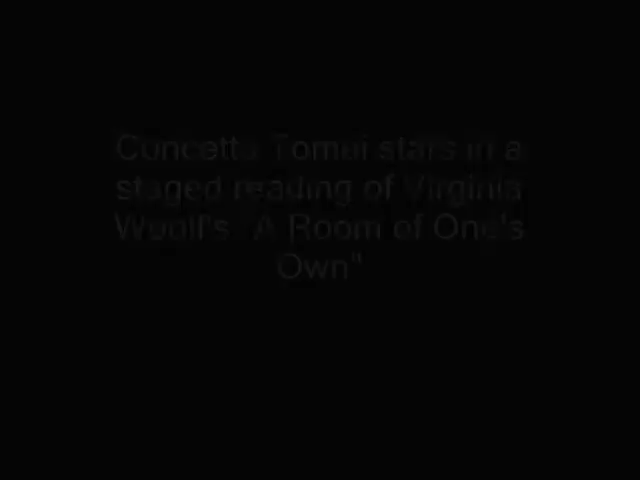 Concetta Tomei stars in a
staged reading of Virginia
Woolf's "A Room of One's
Own"